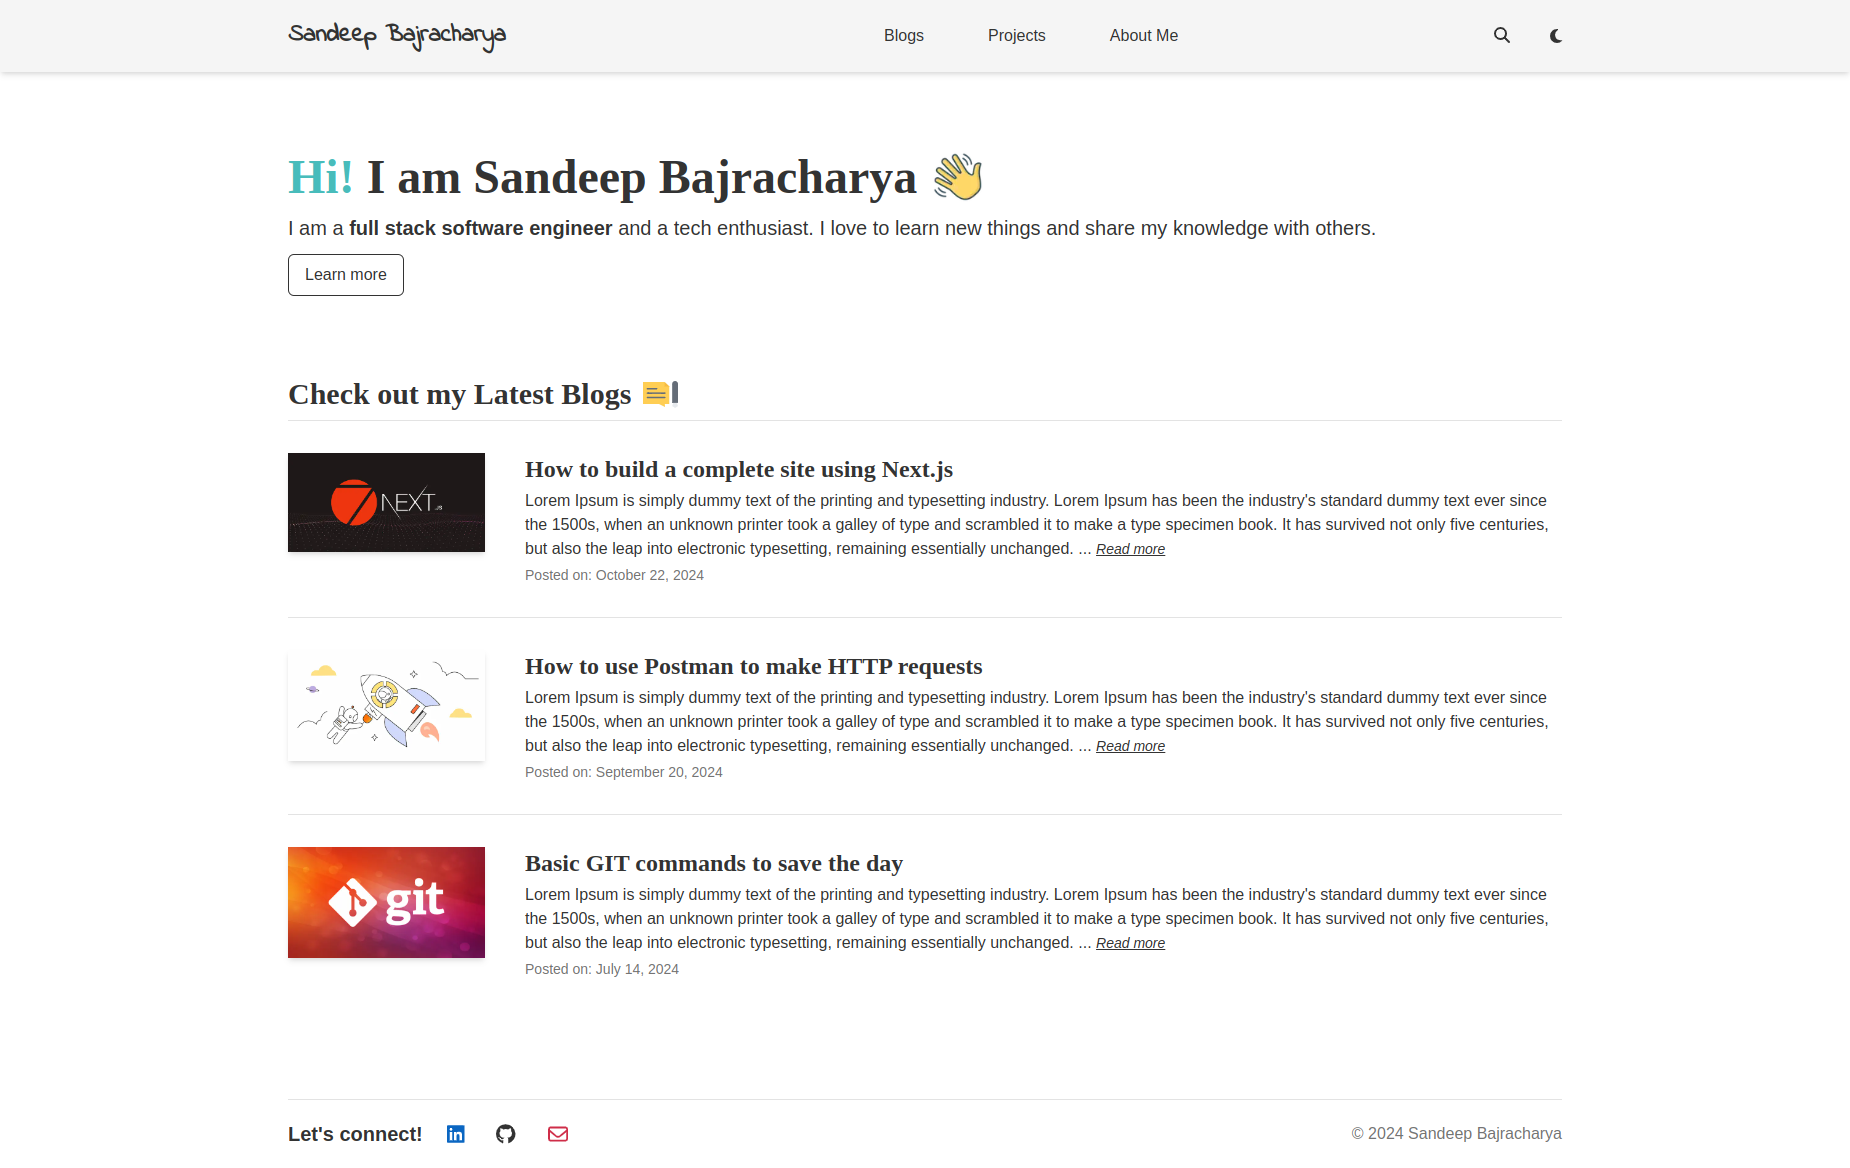 Sandeep Bajracharya
Blogs
Projects
About Me
Hi! I am Sandeep Bajracharya 👋
I am a full stack software engineer and a tech enthusiast. I love to learn new things and share my knowledge with others.
Learn more
Check out my Latest Blogs
NEXT.JS
How to build a complete site using Next.js
Lorem Ipsum is simply dummy text of the printing and typesetting industry. Lorem Ipsum has been the industry's standard dummy text ever since
the 1500s, when an unknown printer took a galley of type and scrambled it to make a type specimen book. It has survived not only five centuries,
but also the leap into electronic typesetting, remaining essentially unchanged. ... Read more
Posted on: October 22, 2024
How to use Postman to make HTTP requests
Lorem Ipsum is simply dummy text of the printing and typesetting industry. Lorem Ipsum has been the industry's standard dummy text ever since
the 1500s, when an unknown printer took a galley of type and scrambled it to make a type specimen book. It has survived not only five centuries,
but also the leap into electronic typesetting, remaining essentially unchanged. ... Read more
Posted on: September 20, 2024
git
Basic GIT commands to save the day
Lorem Ipsum is simply dummy text of the printing and typesetting industry. Lorem Ipsum has been the industry's standard dummy text ever since
the 1500s, when an unknown printer took a galley of type and scrambled it to make a type specimen book. It has survived not only five centuries,
but also the leap into electronic typesetting, remaining essentially unchanged. ... Read more
Posted on: July 14, 2024
Let's connect!
© 2024 Sandeep Bajracharya